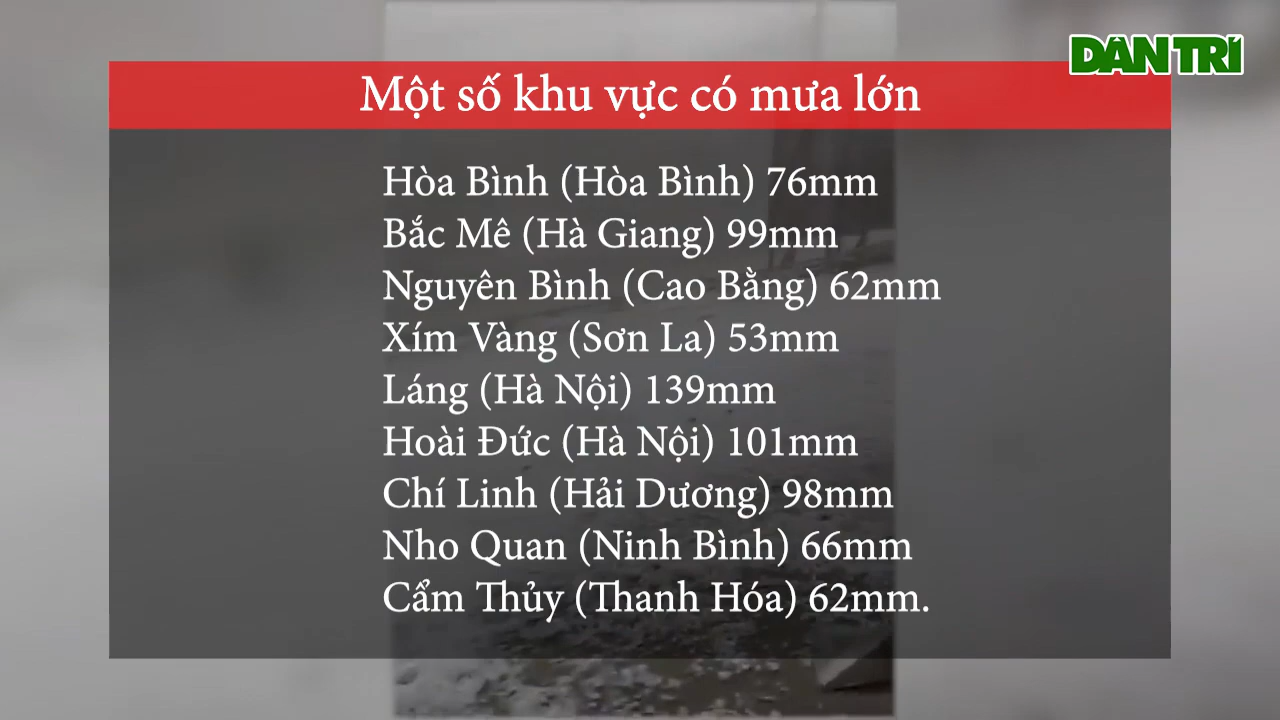 DÂN TRÍ
Một số khu vực có mưa lớn
Hòa Bình (Hòa Bình) 76mm
Bắc Mê (Hà Giang) 99mm
Nguyên Bình (Cao Bằng) 62mm
Xím Vàng (Sơn La) 53mm
Láng (Hà Nội) 139mm
Hoài Đức (Hà Nội) 101mm
Chí Linh (Hải Dương) 98mm
Nho Quan (Ninh Bình) 66mm
Cẩm Thủy (Thanh Hóa) 62mm.